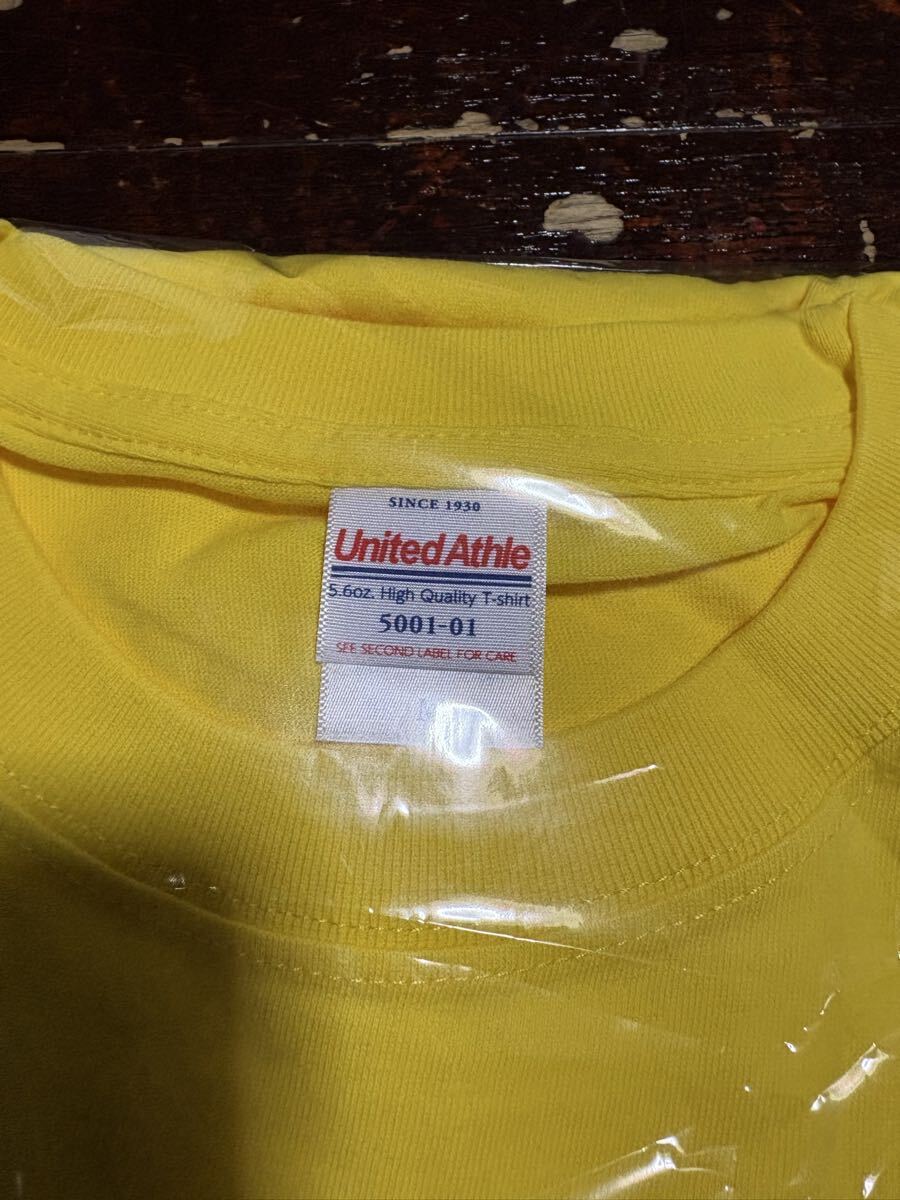 SINCE 1930
United Athle
5.6oz. High Quality T-shirt
5001-01
SEE SECOND LABEL FOR CARE